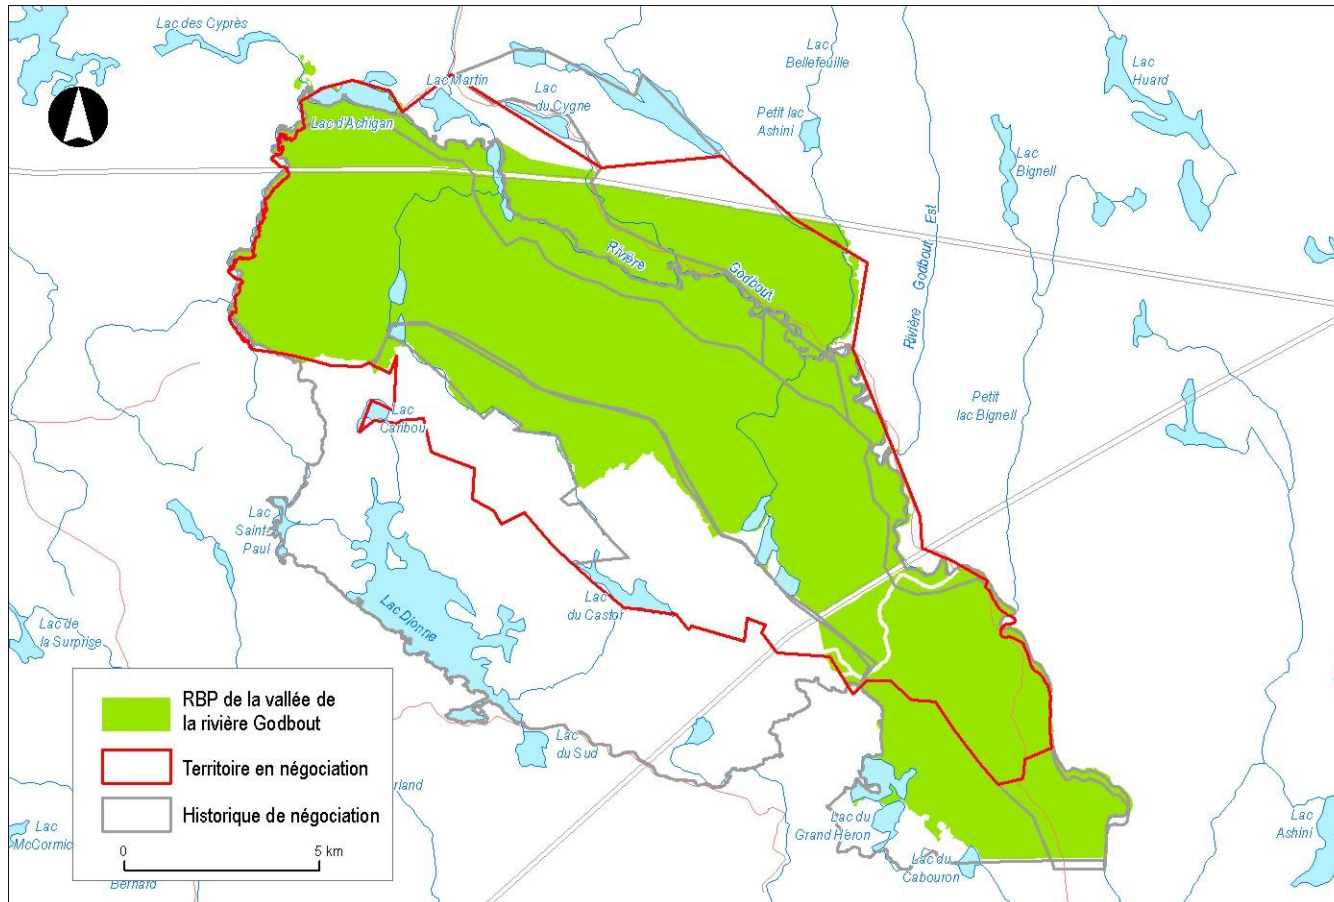 Lac des Cyprès
Lac Martin
Lac
du Cygne
Lac
Bellefeuille
Petit lac
Ashini
Lac
Huard
Lac
Bignell
Lac d'Achigan
Rivière
Godbout
Rivière Godbout Est
Petit
lac Bignell
Lac
Caribou
Lac
Saint-
Paul
Lac Dionne
Lac
du Castor
Lac de
la Surprise
Lac
du Sud
Lac du
Grand Héron
Lac du
Cabouron
Lac
Ashini
Lac
McCormic
Bernard
rland
RBP de la vallée de
la rivière Godbout
Territoire en négociation
Historique de négociation
0 5 km